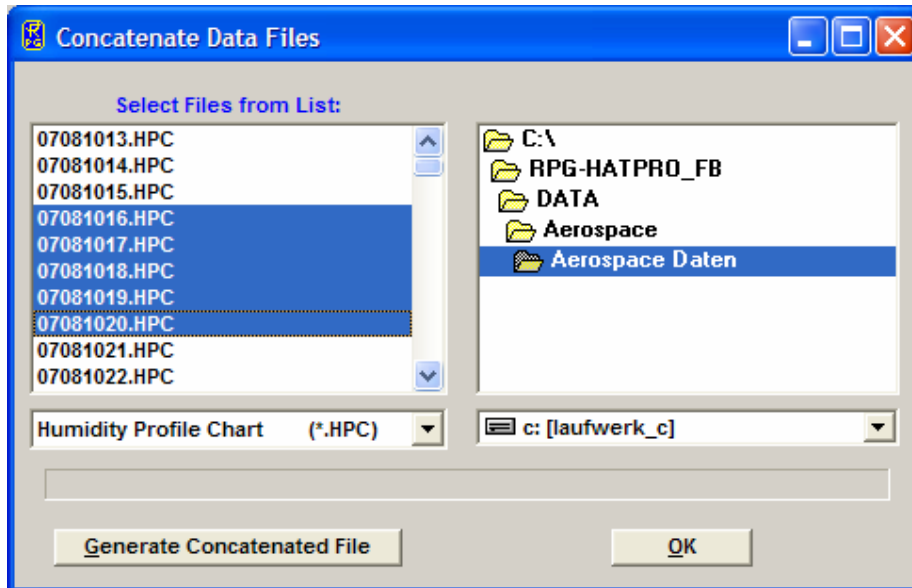 Concatenate Data Files
Select Files from List:
07081013.HPC
07081014.HPC
07081015.HPC
07081016.HPC
07081017.HPC
07081018.HPC
07081019.HPC
07081020.HPC
07081021.HPC
07081022.HPC
C:\
RPG-HATPRO_FB
DATA
Aerospace
Aerospace Daten
Humidity Profile Chart (*.HPC)
c: [laufwerk_c]
Generate Concatenated File
OK